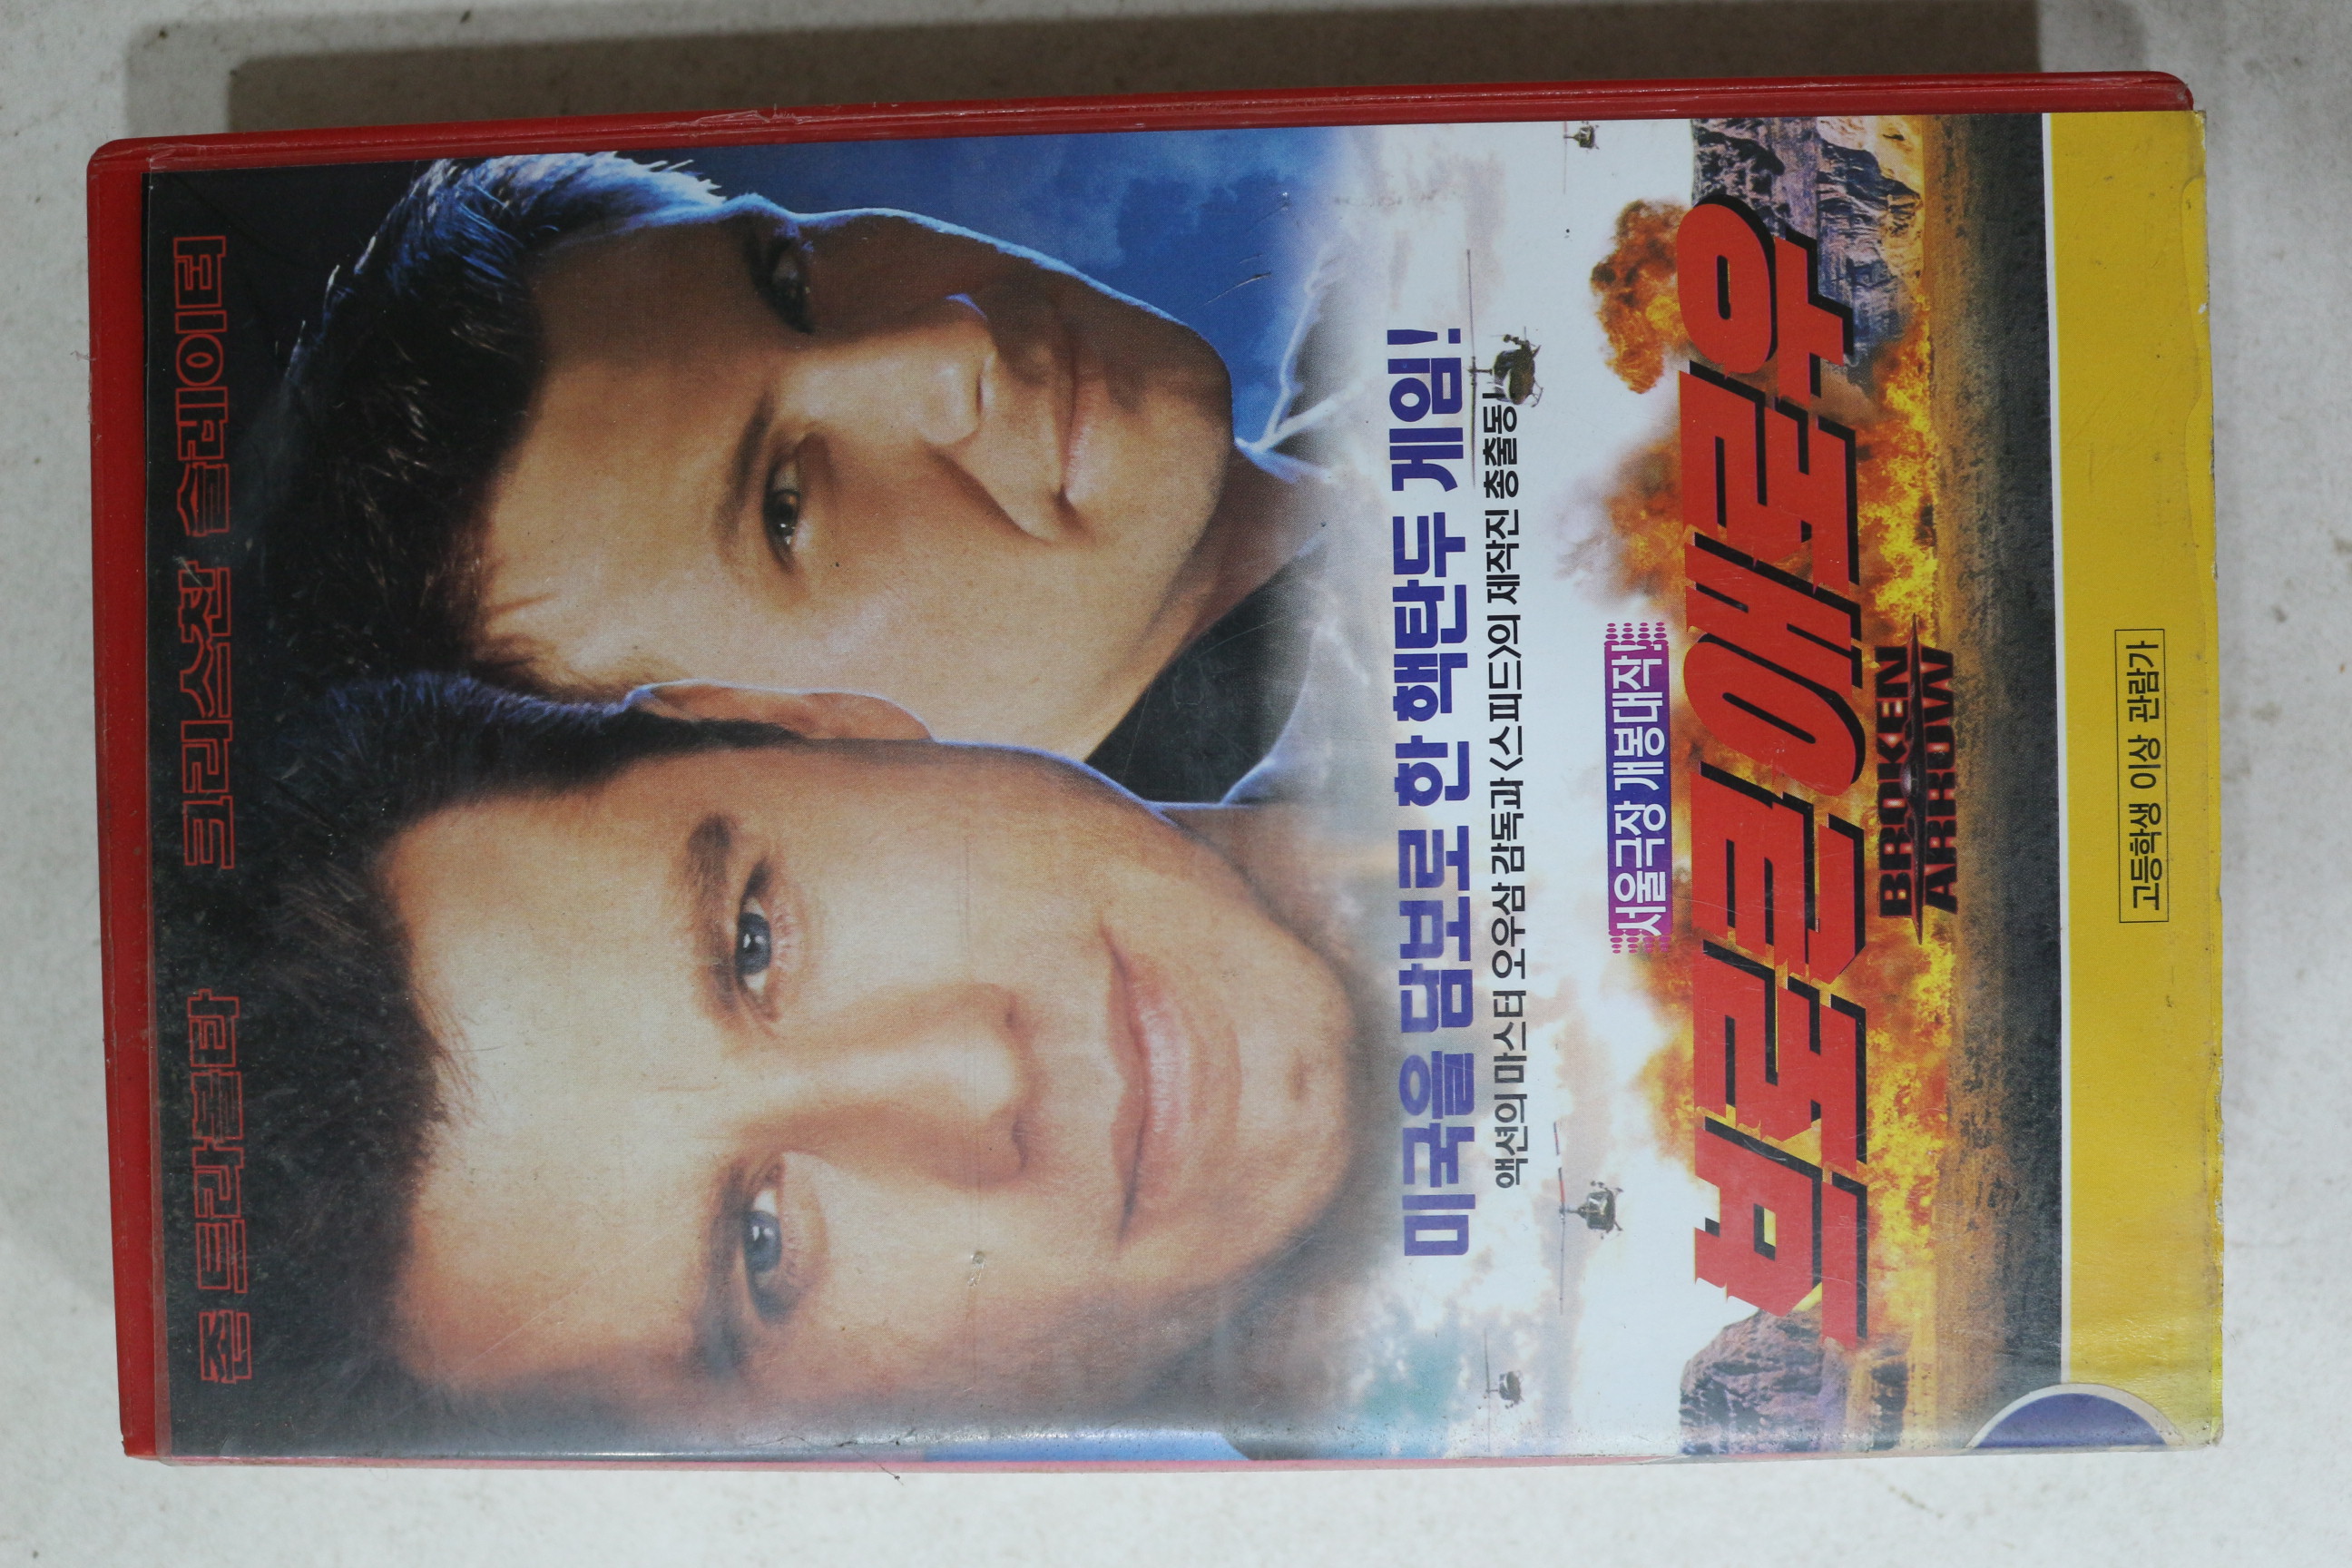 존 트라볼타 크리스찬 슬레이터
미국을 담보로 한 핵탄두 게임!
액션의 마스터 오우삼 감독과 <스피드>의 제작진 총출동!
서울극장 개봉대작!
브로큰 애로우
BROKEN
ARROW
고등학생 이상 관람가